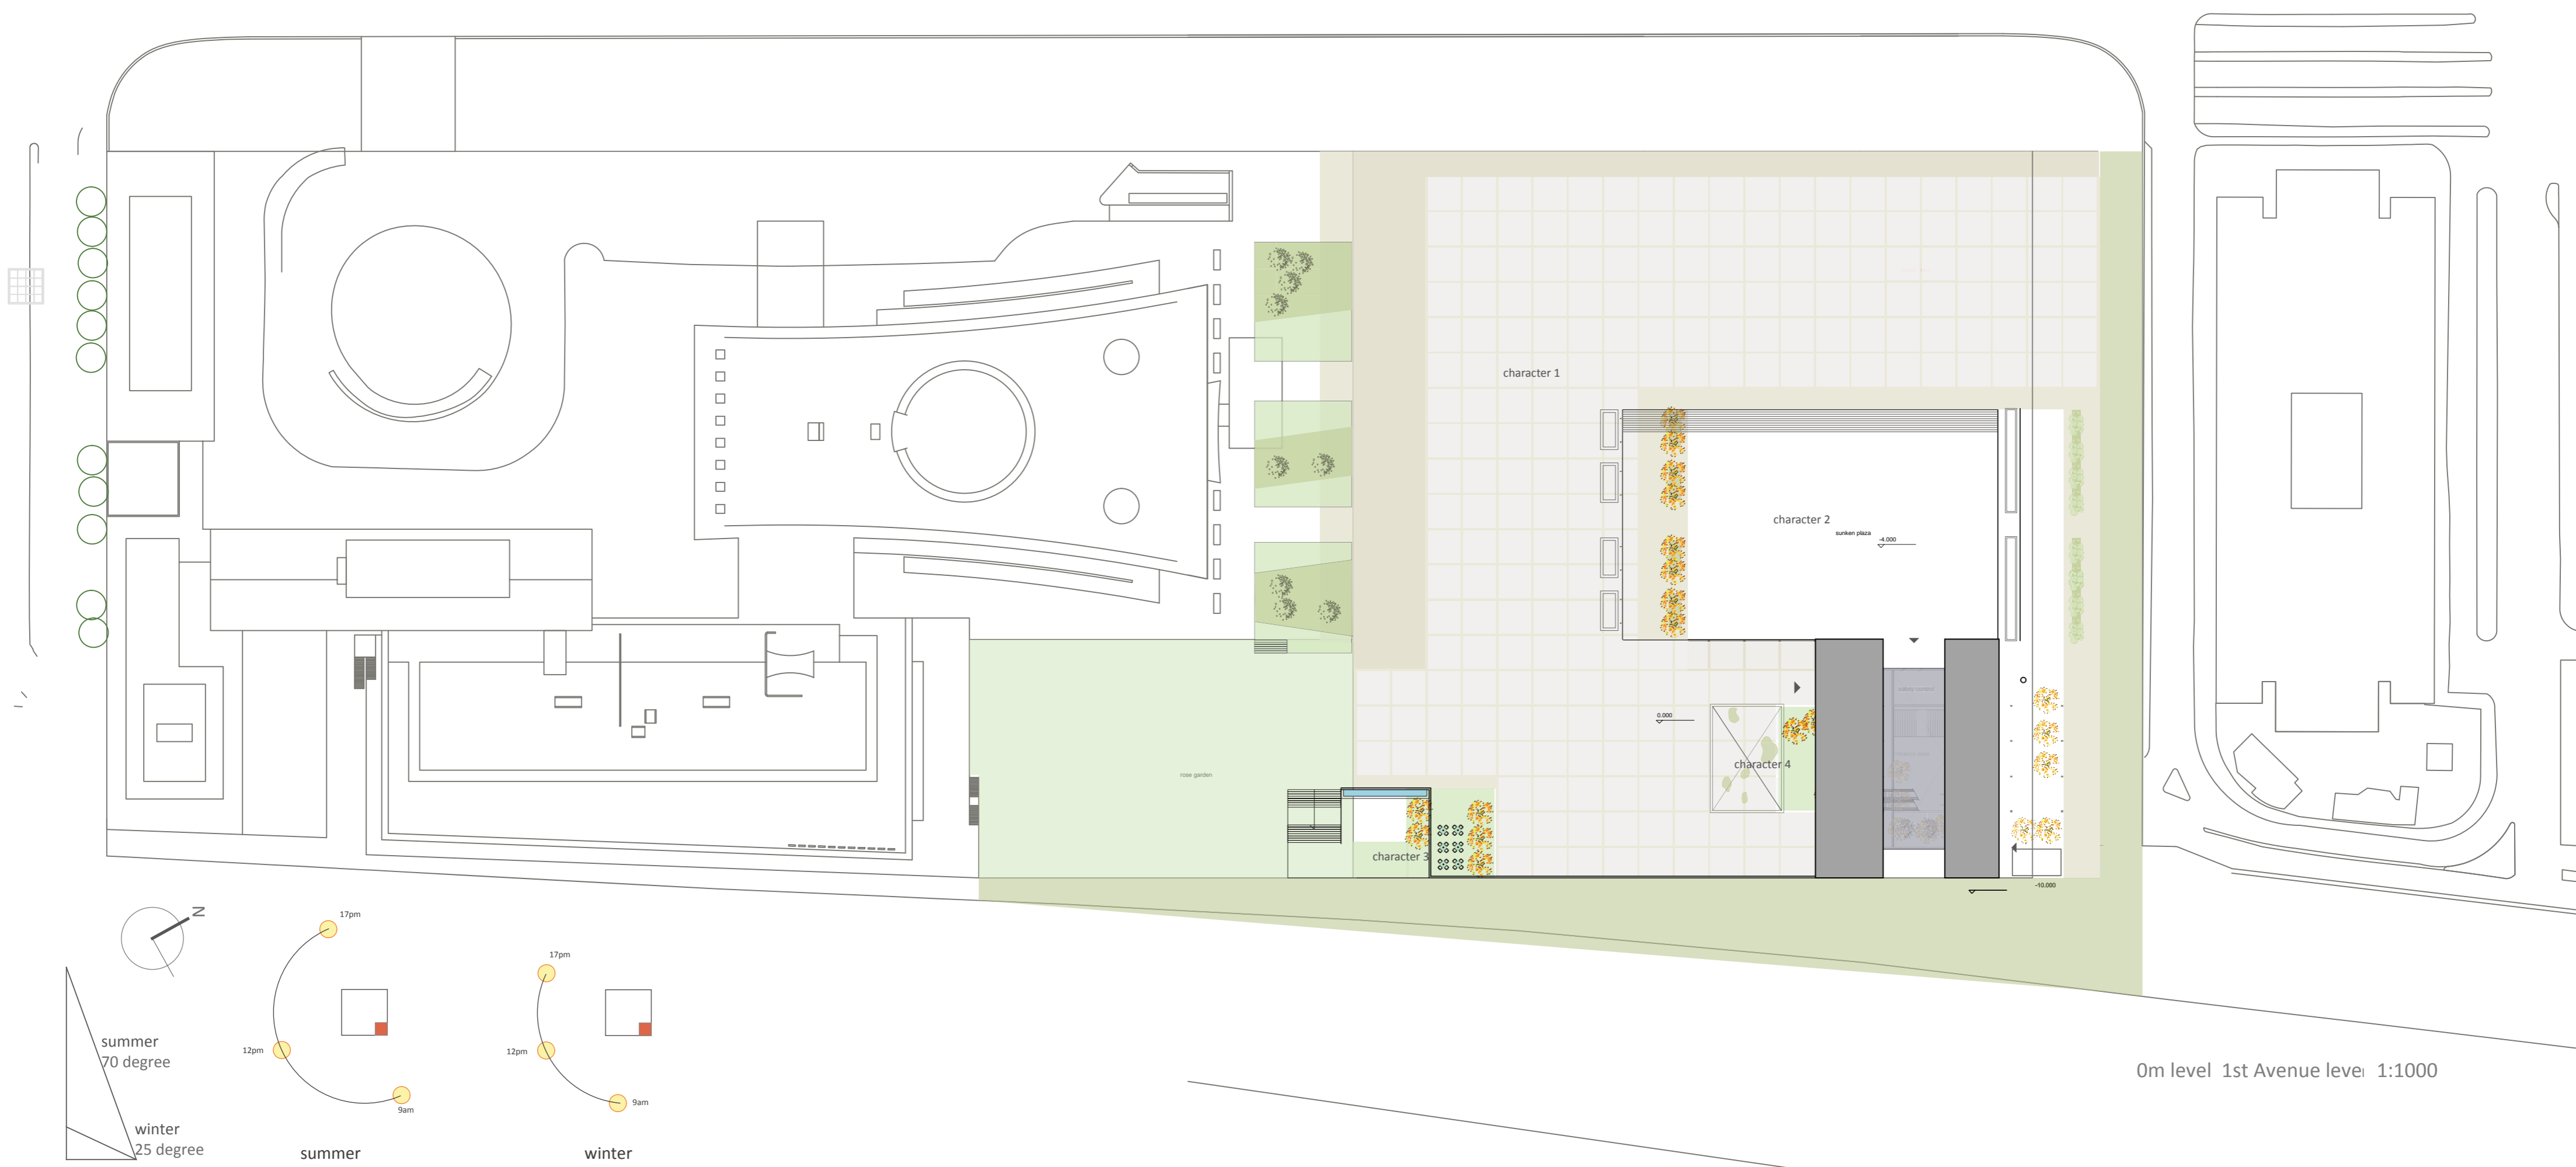 character 1
character 2
sunken plaza
-4.000
0.000
character 4
rose garden
character 3
-10.000
N
17pm
12pm
9am
summer
17pm
12pm
9am
winter
summer
70 degree
winter
25 degree
0m level 1st Avenue level 1:1000